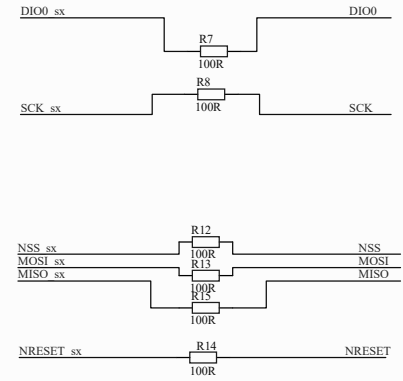 DIO0_sx DIO0
R7
100R
R8
100R
SCK_sx SCK
R12
NSS_sx 100R NSS
MOSI_sx R13 MOSI
MISO_sx MISO
100R
R15
100R
R14
NRESET_sx NRESET
100R